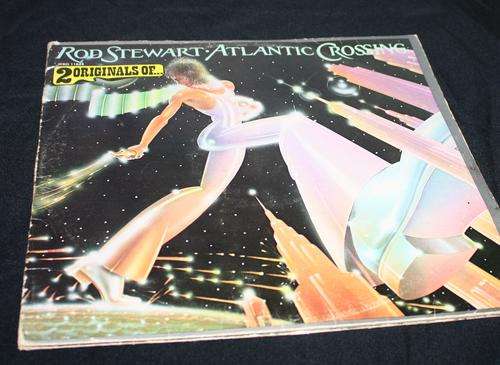 ROD STEWART · ATLANTIC CROSSING
2 ORIGINALS OF...